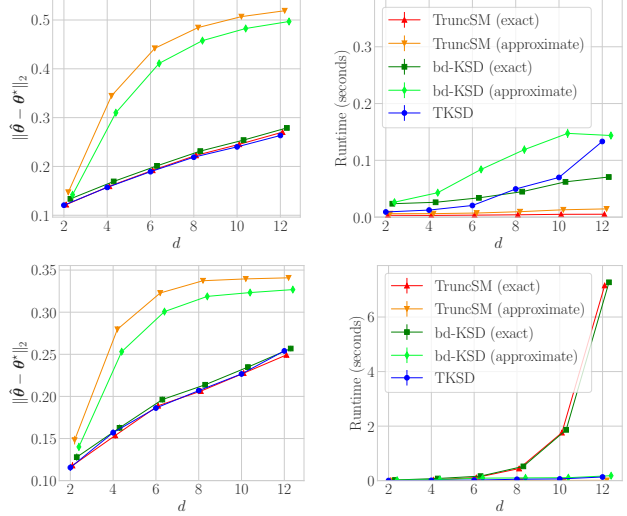 0.5
0.4
0.3
0.2
0.1
2 4 6 8 10 12
d
‖θ̂ − θ*‖₂
TruncSM (exact)
TruncSM (approximate)
bd-KSD (exact)
bd-KSD (approximate)
TKSD
0.3
0.2
0.1
0.0
2 4 6 8 10 12
d
Runtime (seconds)
0.35
0.30
0.25
0.20
0.15
0.10
2 4 6 8 10 12
d
‖θ̂ − θ*‖₂
TruncSM (exact)
TruncSM (approximate)
bd-KSD (exact)
bd-KSD (approximate)
TKSD
6
4
2
0
2 4 6 8 10 12
d
Runtime (seconds)